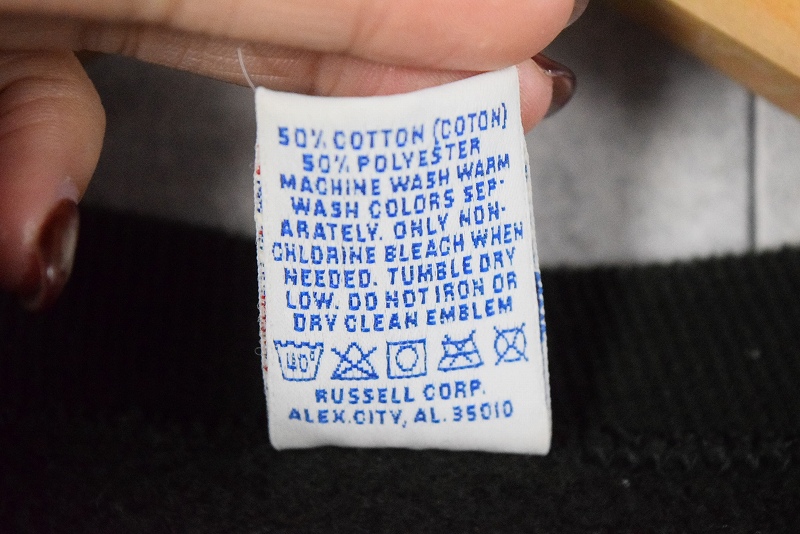 50% COTTON (COTON)
50% POLYESTER
MACHINE WASH WARM
WASH COLORS SEP-
ARATELY. ONLY NON-
CHLORINE BLEACH WHEN
NEEDED. TUMBLE DRY
LOW. DO NOT IRON OR
DRY CLEAN EMBLEM
40°
RUSSELL CORP.
ALEX.CITY, AL. 35010